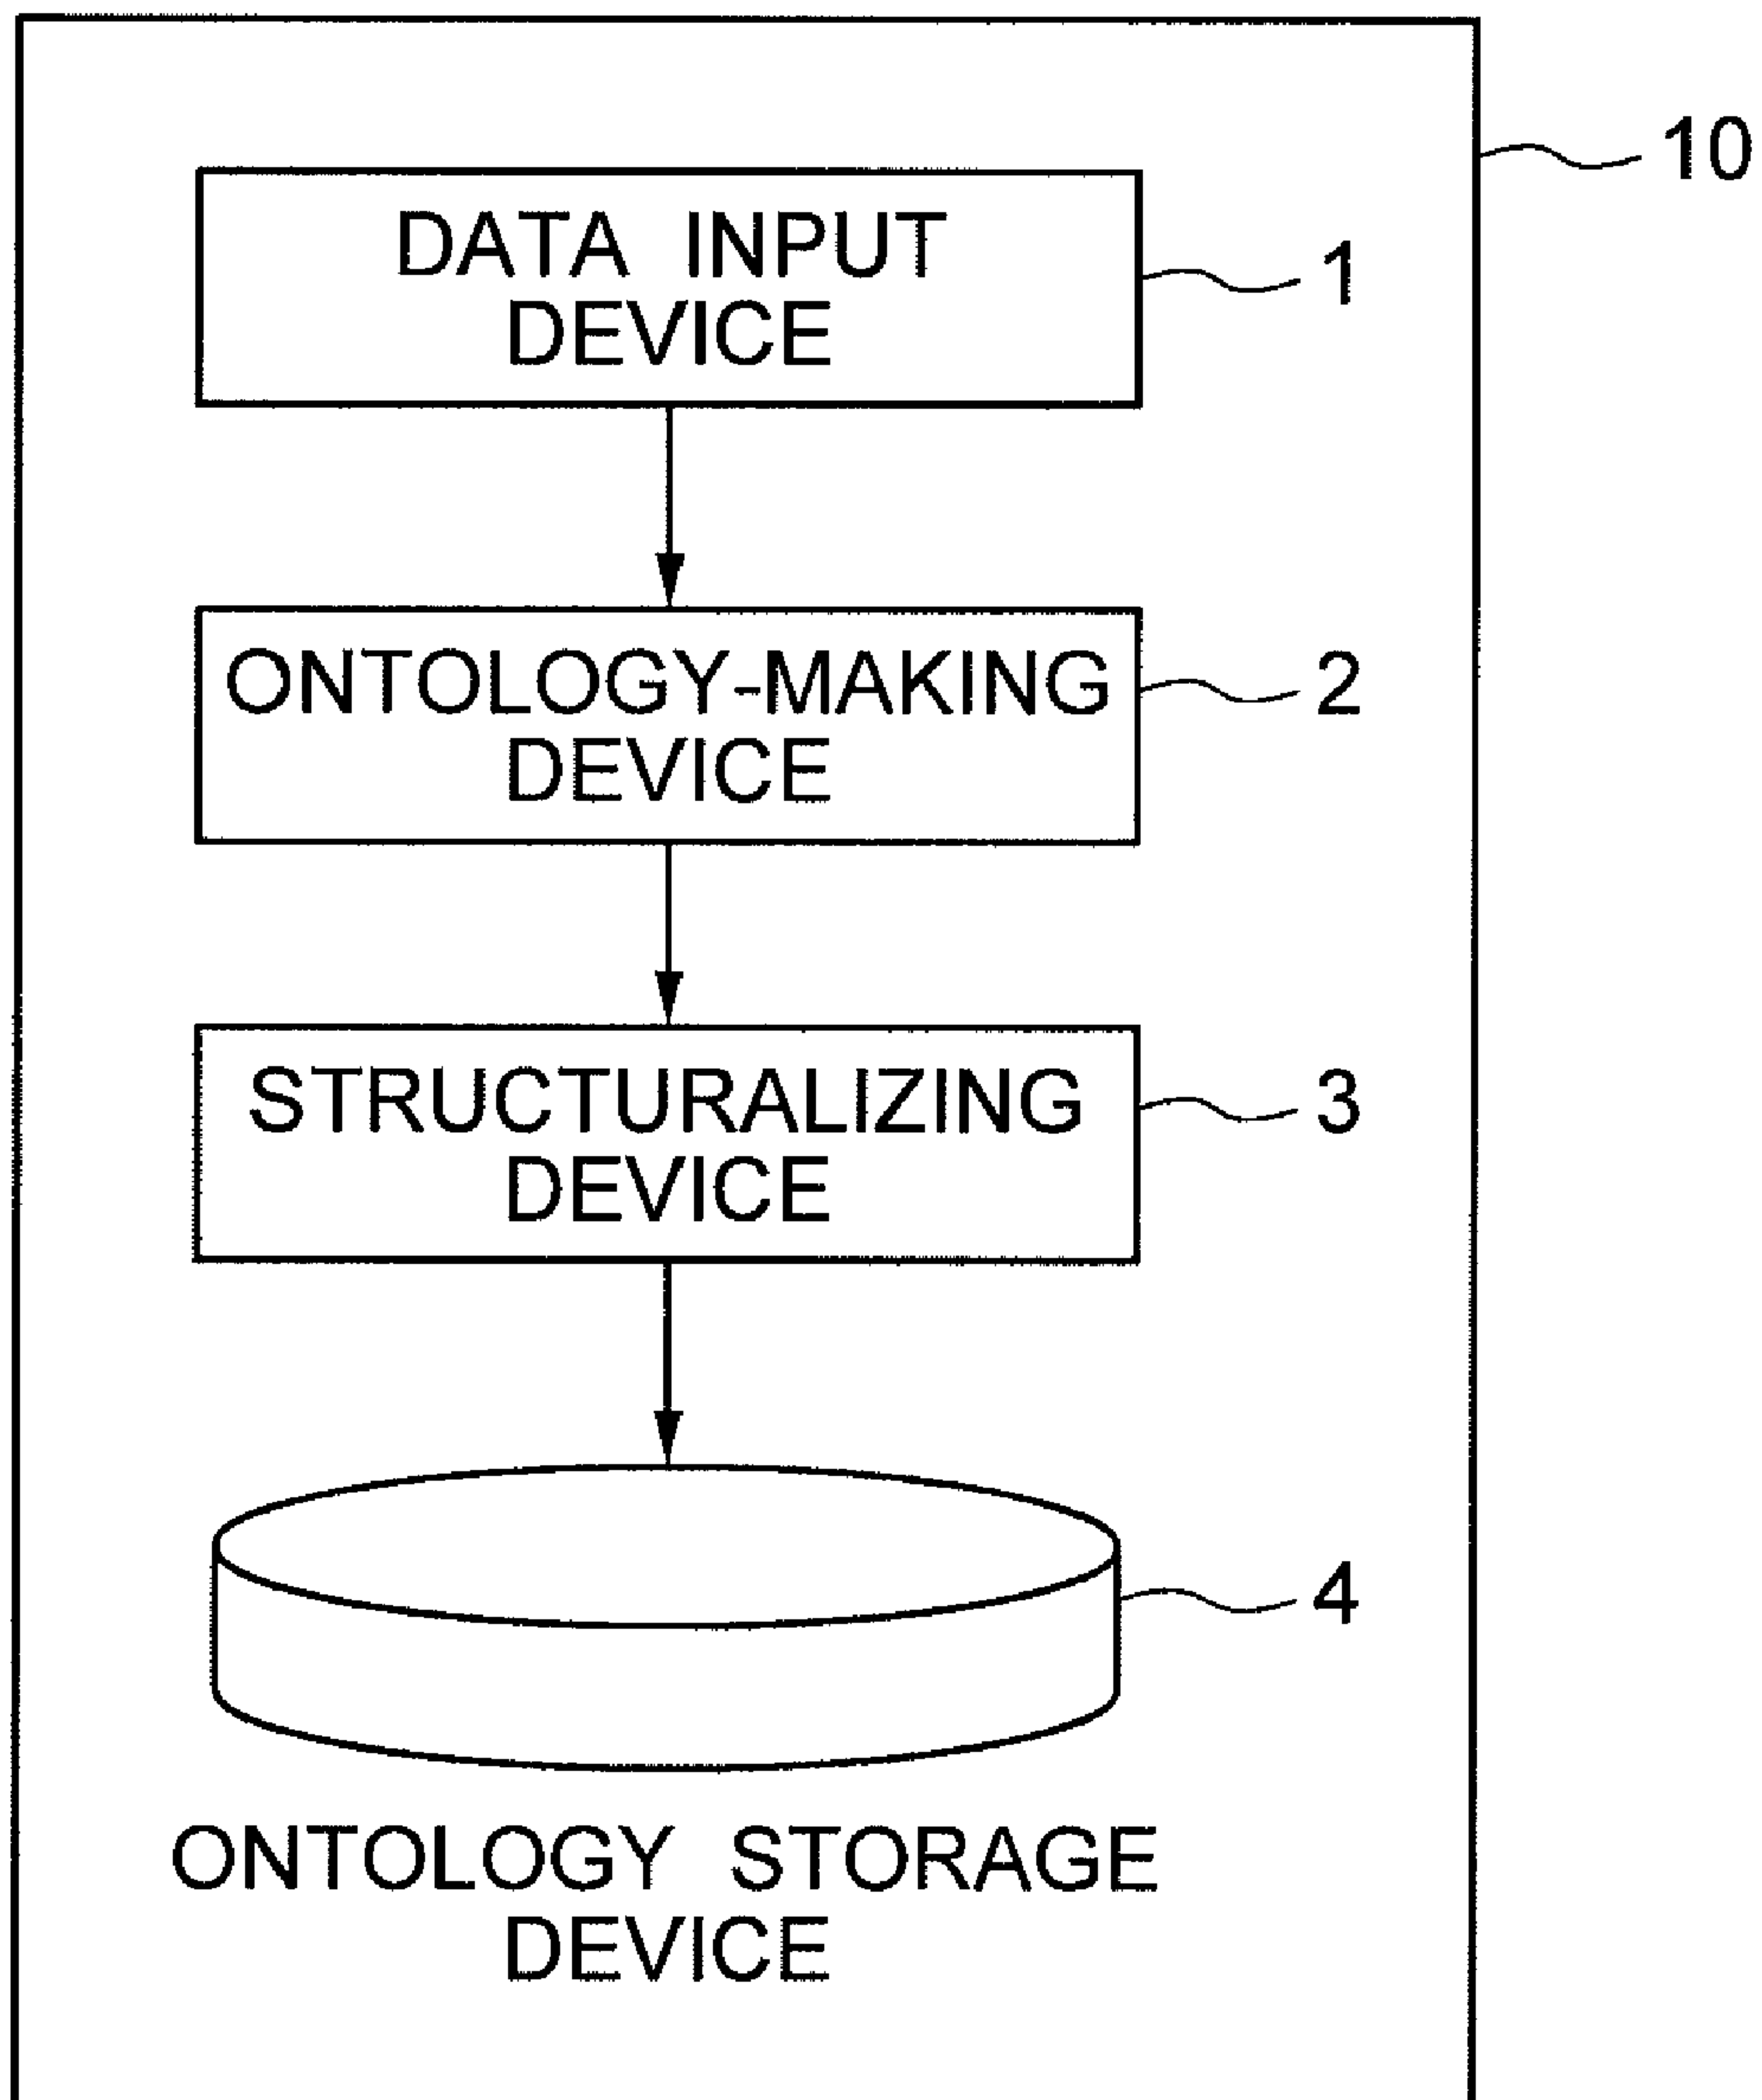 10
DATA INPUT
DEVICE
1
ONTOLOGY-MAKING
DEVICE
2
STRUCTURALIZING
DEVICE
3
4
ONTOLOGY STORAGE
DEVICE